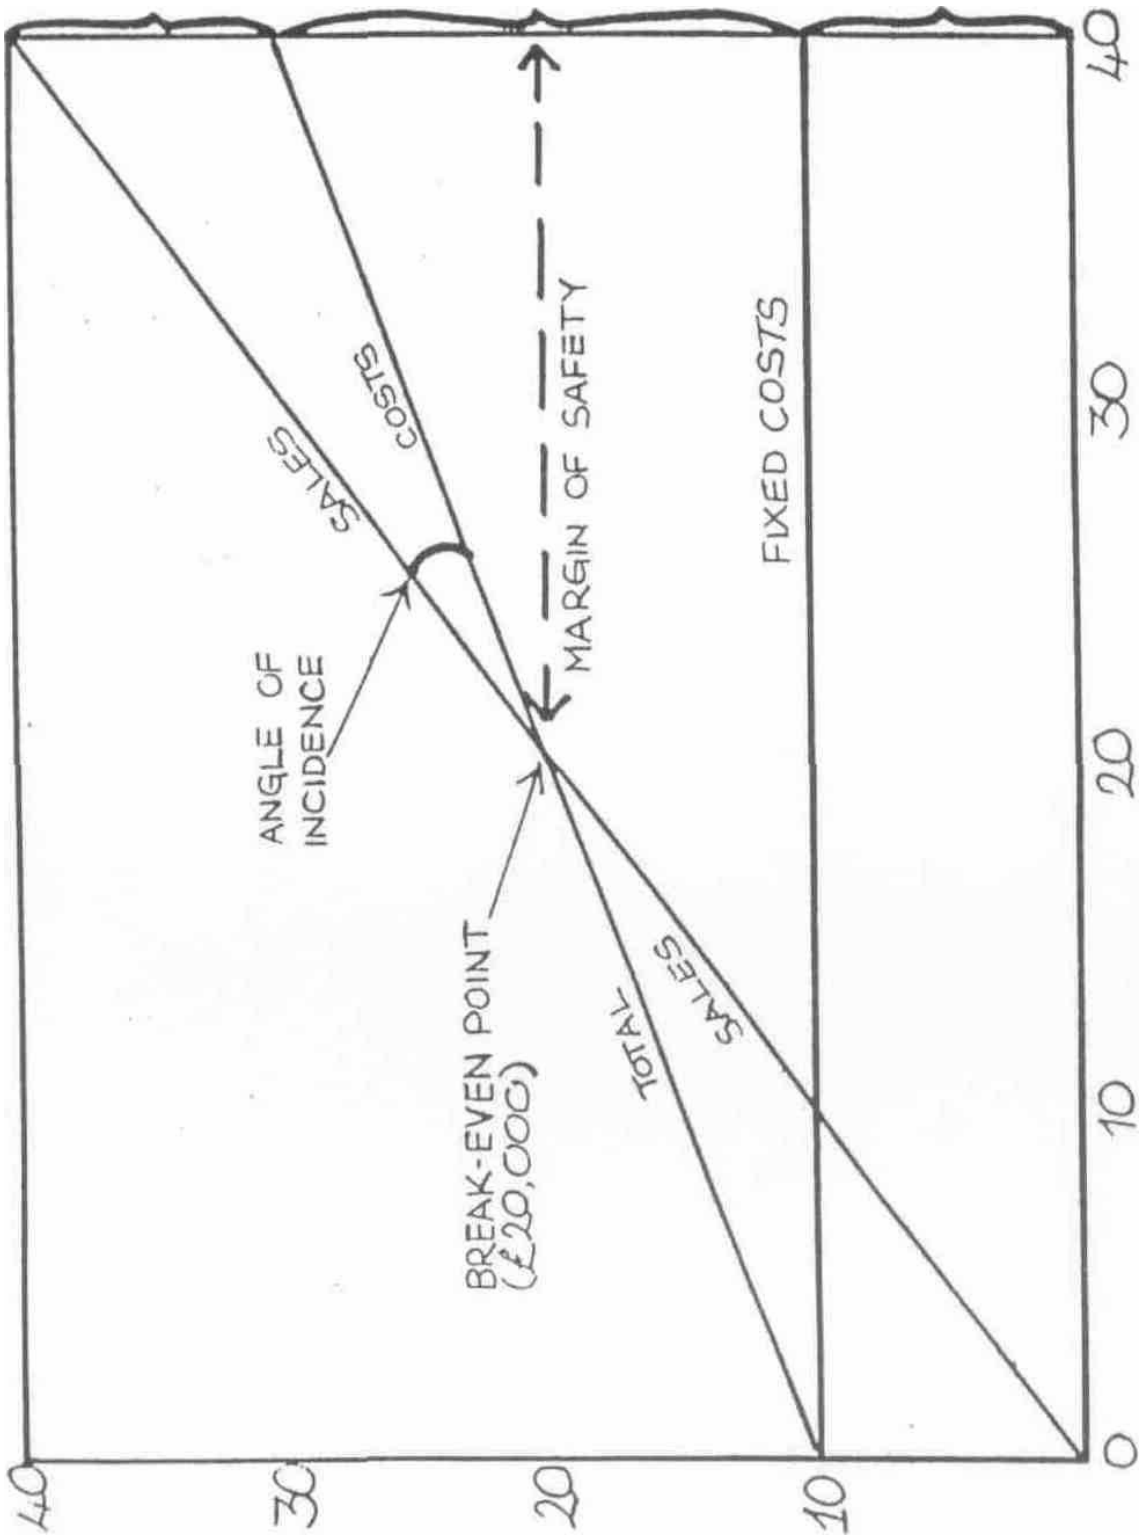 40
30
20
10
0
10
20
30
40
ANGLE OF
INCIDENCE
SALES
COSTS
BREAK-EVEN POINT
(£20,000)
MARGIN OF SAFETY
TOTAL
SALES
FIXED COSTS